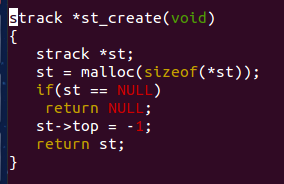 strack *st_create(void)
{
   strack *st;
   st = malloc(sizeof(*st));
   if(st == NULL)
    return NULL;
   st->top = -1;
   return st;
}